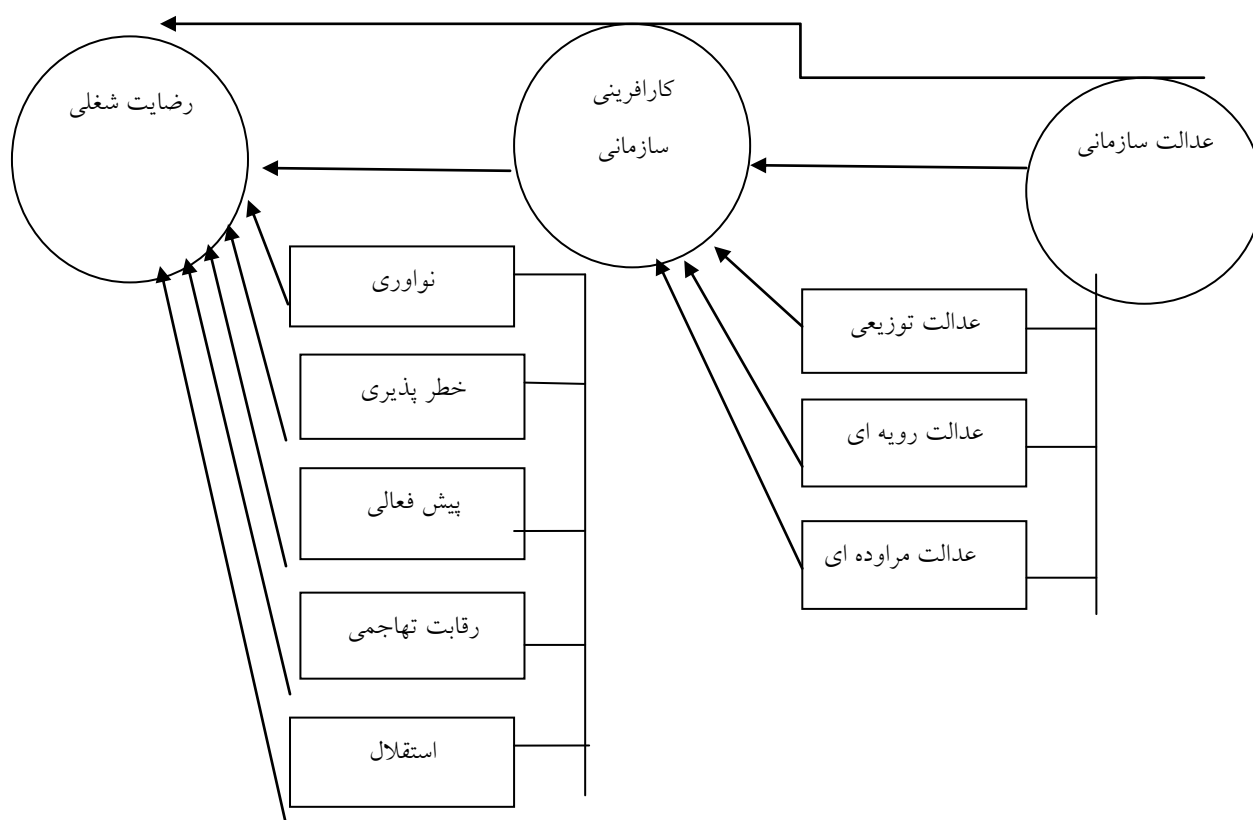 عدالت سازمانی
کارافرینی
سازمانی
رضایت شغلی
عدالت توزیعی
عدالت رویه ای
عدالت مراوده ای
نواوری
خطر پذیری
پیش فعالی
رقابت تهاجمی
استقلال